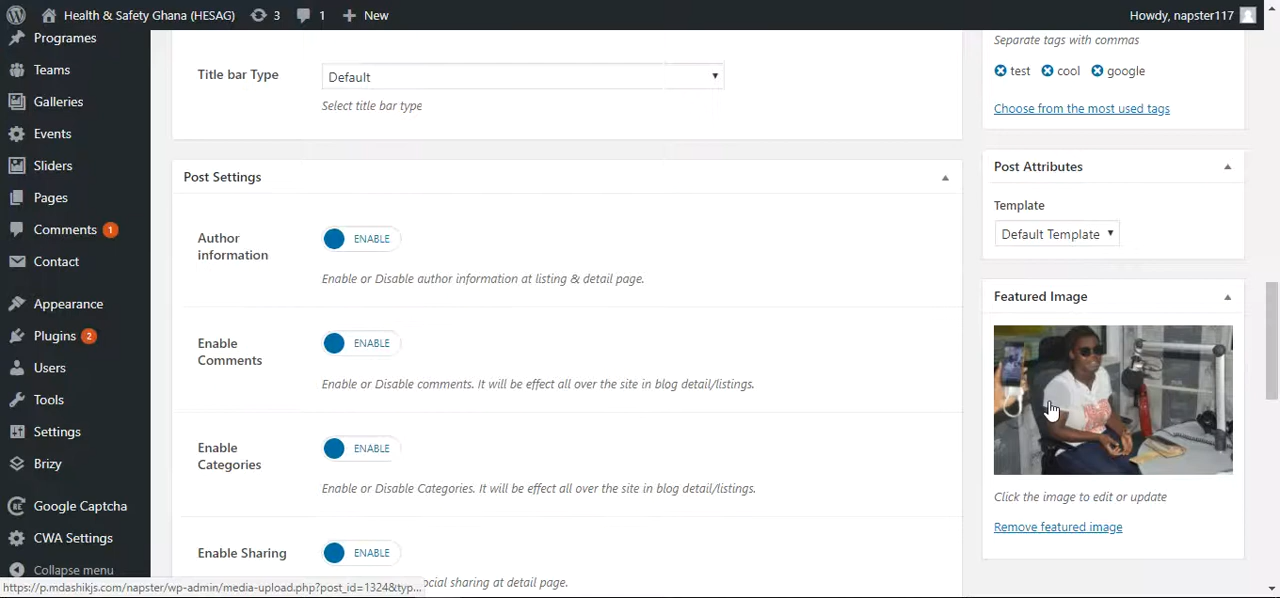 Health & Safety Ghana (HESAG) 3 1 New Howdy, napster117
Programes
Teams
Galleries
Events
Sliders
Pages
Comments 1
Contact
Appearance
Plugins 2
Users
Tools
Settings
Brizy
Google Captcha
CWA Settings
Collapse menu
Title bar Type
Default
Select title bar type
Post Settings
Author
information
ENABLE
Enable or Disable author information at listing & detail page.
Enable
Comments
ENABLE
Enable or Disable comments. It will be effect all over the site in blog detail/listings.
Enable
Categories
ENABLE
Enable or Disable Categories. It will be effect all over the site in blog detail/listings.
Enable Sharing
ENABLE
ocial sharing at detail page.
Separate tags with commas
test cool google
Choose from the most used tags
Post Attributes
Template
Default Template
Featured Image
Click the image to edit or update
Remove featured image
https://p.mdashikjs.com/napster/wp-admin/media-upload.php?post_id=1324&typ...